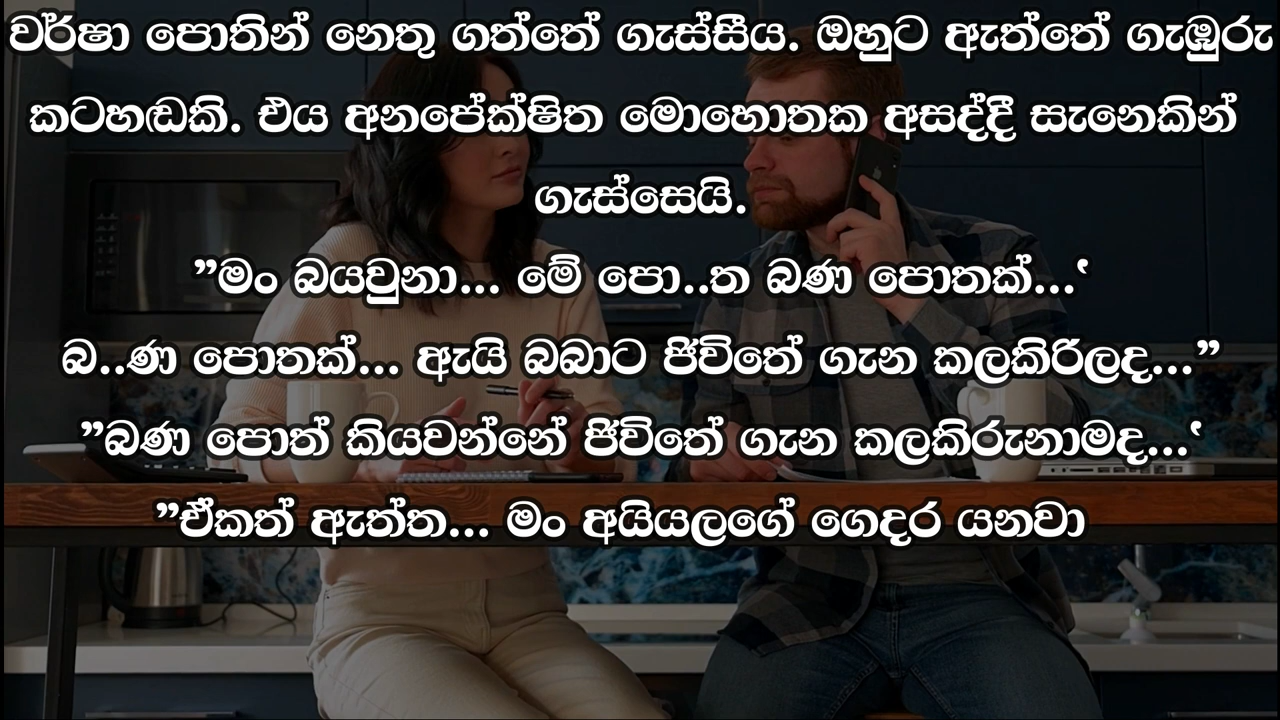 වර්ෂා පොතින් නෙතු ගත්තේ ගැස්සීය. ඔහුට ඇත්තේ ගැඹුරු
කටහඬකි. එය අනපේක්ෂිත මොහොතක අසද්දී සැනෙකින්
ගැස්සෙයි.
”මං බයවුනා... මේ පො..ත බණ පොතක්...‛
බ..ණ පොතක්... ඇයි බබාට ජිවිතේ ගැන කලකිරිලද...”
”බණ පොත් කියවන්නේ ජිවිතේ ගැන කලකිරුනාමද...‛
”ඒකත් ඇත්ත... මං අයියලගේ ගෙදර යනවා